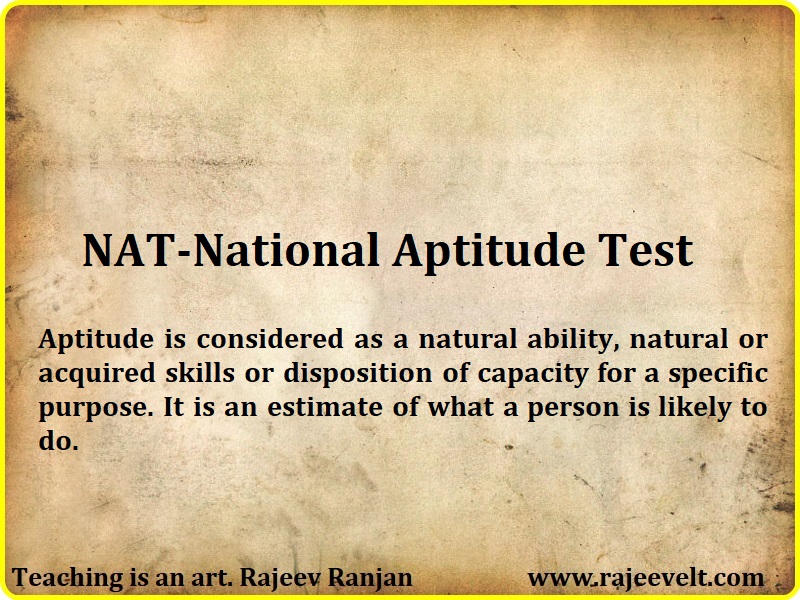 NAT-National Aptitude Test
Aptitude is considered as a natural ability, natural or
acquired skills or disposition of capacity for a specific
purpose. It is an estimate of what a person is likely to
do.
Teaching is an art. Rajeev Ranjan
www.rajeevelt.com